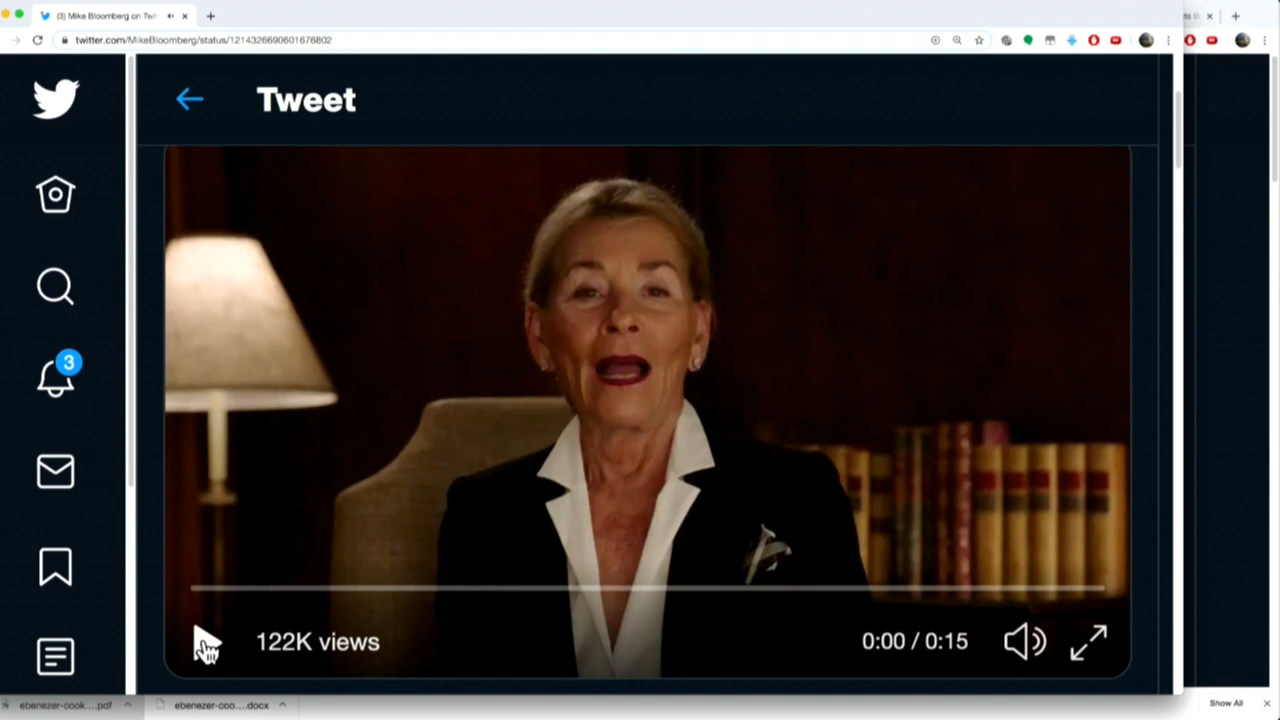 (3) Mike Bloomberg on Twit
twitter.com/MikeBloomberg/status/1214326690601676802
Tweet
3
122K views
0:00 / 0:15
ebenezer-cook....pdf
ebenezer-coo....docx
Show All